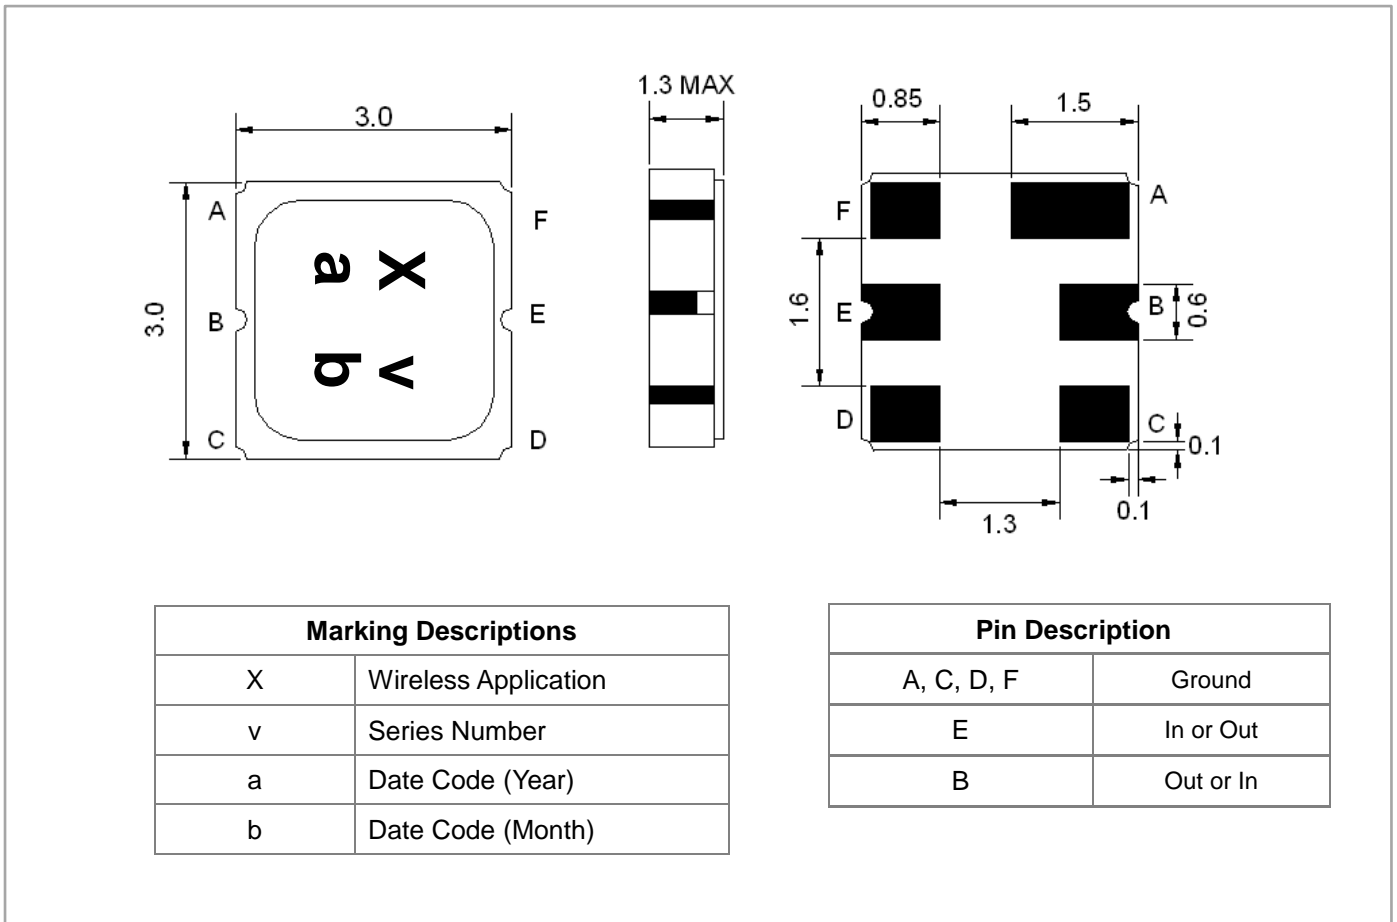 3.0
3.0
A
B
C
F
E
D
X
a
v
b
1.3 MAX
0.85
1.5
F
E
D
A
B
C
1.6
0.6
0.1
0.1
1.3
Marking Descriptions
X Wireless Application
v Series Number
a Date Code (Year)
b Date Code (Month)
Pin Description
A, C, D, F Ground
E In or Out
B Out or In